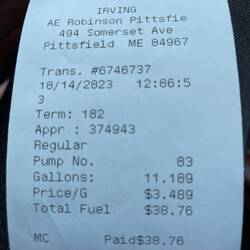 IRVING
AE Robinson Pittsfie
494 Somerset Ave
Pittsfield ME 04967
Trans. #6746737
10/14/2023 12:06:5
3
Term: 102
Appr : 374943
Regular
Pump No. 03
Gallons: 11.109
Price/G $3.489
Total Fuel $38.76
MC Paid$38.76